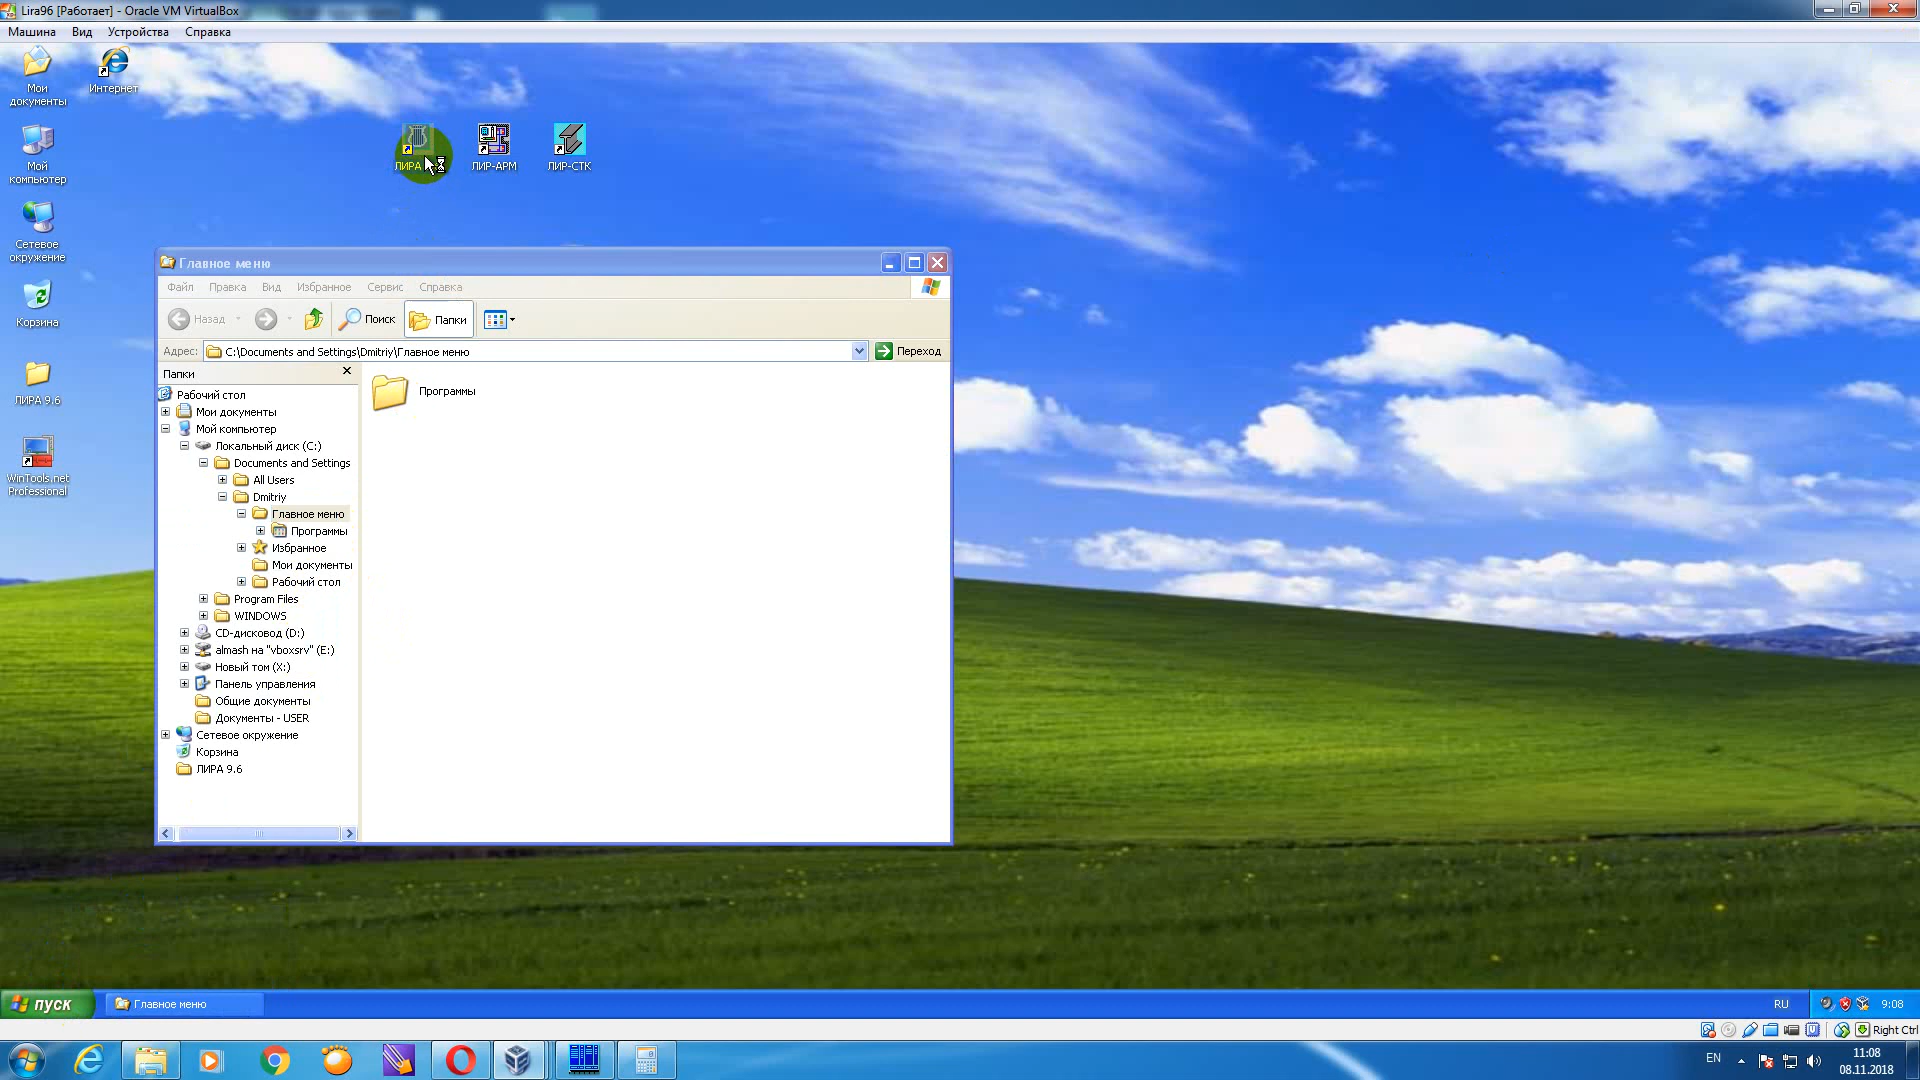 Lira96 [Работает] - Oracle VM VirtualBox
Машина Вид Устройства Справка
Мои документы
Интернет
Мой компьютер
Сетевое окружение
Корзина
ЛИРА 9.6
WinTools.net Professional
ЛИРА
ЛИР-АРМ
ЛИР-СТК
Главное меню
Файл Правка Вид Избранное Сервис Справка
Назад Поиск Папки
Адрес: C:\Documents and Settings\Dmitriy\Главное меню Переход
Папки
Программы
Рабочий стол
Мои документы
Мой компьютер
Локальный диск (C:)
Documents and Settings
All Users
Dmitriy
Главное меню
Программы
Избранное
Мои документы
Рабочий стол
Program Files
WINDOWS
CD-дисковод (D:)
almash на "vboxsrv" (E:)
Новый том (X:)
Панель управления
Общие документы
Документы - USER
Сетевое окружение
Корзина
ЛИРА 9.6
пуск Главное меню RU 9:08
Right Ctrl
EN 11:08
08.11.2018